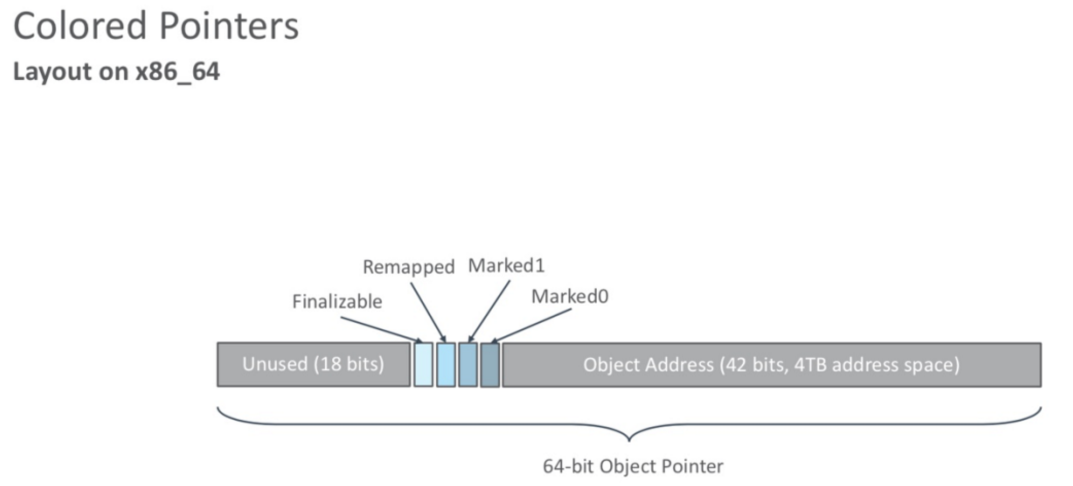 Colored Pointers
Layout on x86_64
Remapped Marked1
Finalizable
Marked0
Unused (18 bits)
Object Address (42 bits, 4TB address space)
64-bit Object Pointer